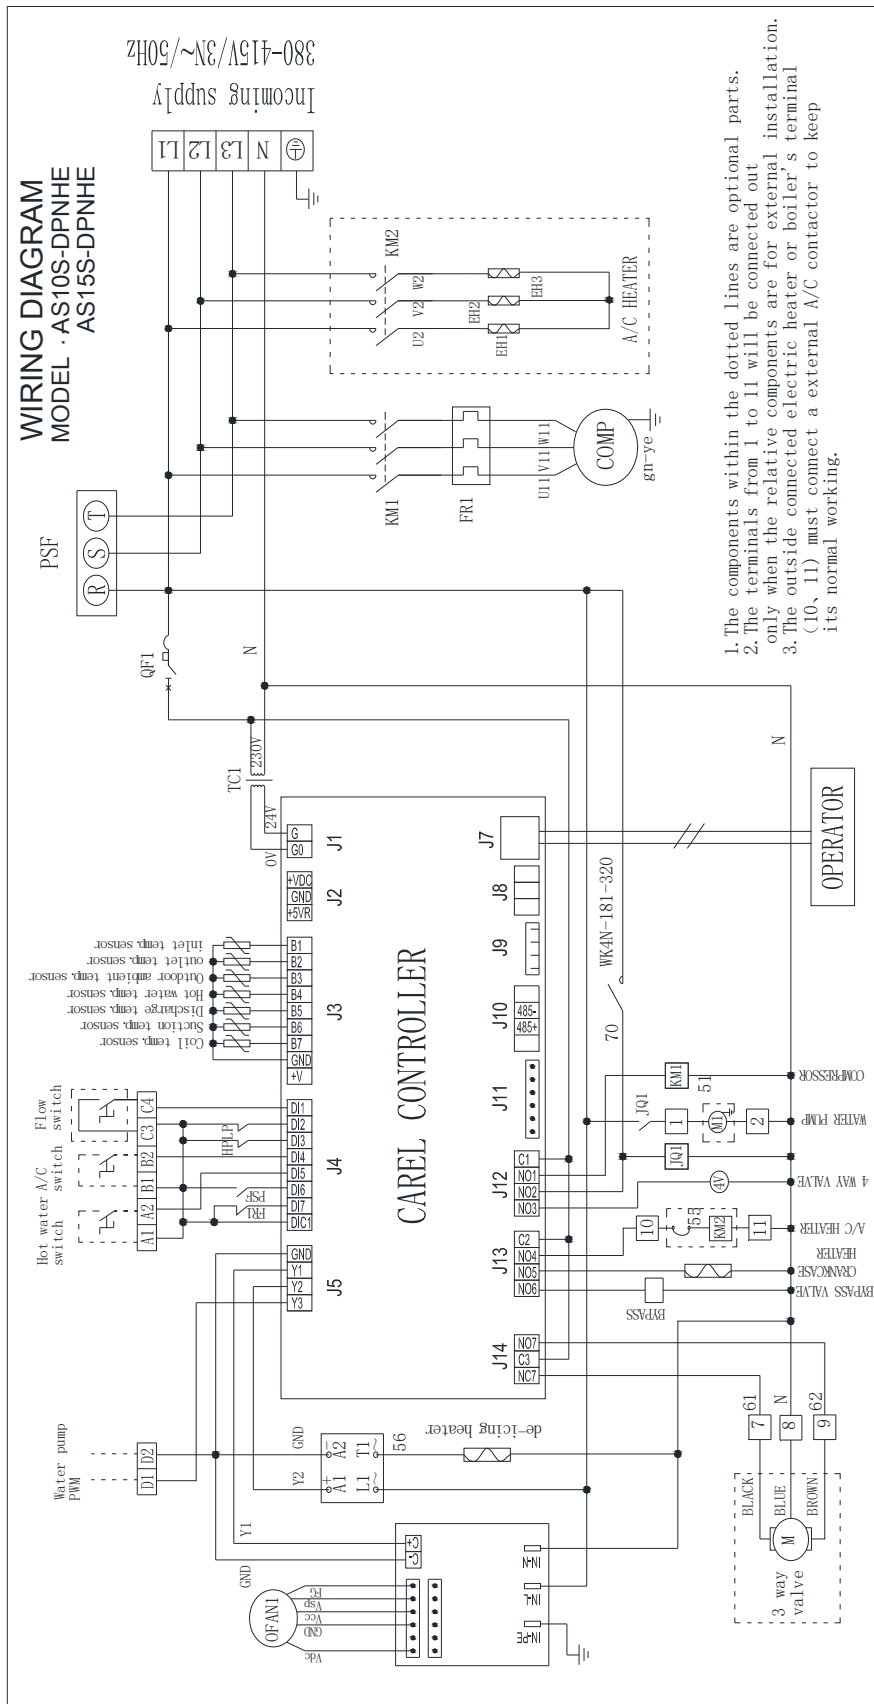 WIRING DIAGRAM
MODEL : AS10S-DPNHE
AS15S-DPNHE
380-415V/3N~/50Hz
Incoming supply
L1
L2
L3
N
PSF
R
S
T
QF1
N
TC1
230V
24V
0V
KM2
U2
V2
W2
EH1
EH2
EH3
A/C HEATER
KM1
FR1
U11
V11
W11
COMP
gn-ye
1. The components within the dotted lines are optional parts.
2. The terminals from 1 to 11 will be connected out
only when the relative components are for external installation.
3. The outside connected electric heater or boiler's terminal
(10、11) must connect a external A/C contactor to keep
its normal working.
CAREL CONTROLLER
J1
G
G0
J2
+VDC
GND
+5VR
J3
B1
B2
B3
B4
B5
B6
B7
GND
+V
inlet temp. sensor
outlet temp. sensor
Outdoor ambient temp. sensor
Hot water temp. sensor
Discharge temp. sensor
Suction temp. sensor
Coil temp. sensor
J4
DI1
DI2
DI3
DI4
DI5
DI6
DI7
DIC1
HP
LP
PSF
FR1
Flow
switch
Hot water A/C
switch
switch
C4
C3
B2
B1
A2
A1
J5
GND
Y1
Y2
Y3
J7
J8
J9
J10
485-
485+
J11
J12
C1
NO1
NO2
NO3
J13
C2
NO4
NO5
NO6
J14
NO7
C3
NC7
OPERATOR
N
WK4N-181-320
70
KM1
51
COMPRESSOR
JQ1
1
M1
2
WATER PUMP
JQ1
4V
4 WAY VALVE
10
55
KM2
11
A/C HEATER
CRANKCASE
HEATER
BYPASS
BYPASS VALVE
Water pump
PWM
D2
D1
GND
Y2
A2
A1
T1
L1
56
de-icing heater
Y1
GND
C+
C-
OFAN1
FG
Vsp
Vcc
GND
Vdc
IN-N
IN-L
IN-PE
61
N
62
7
8
9
BLACK
BLUE
BROWN
M
3 way
valve